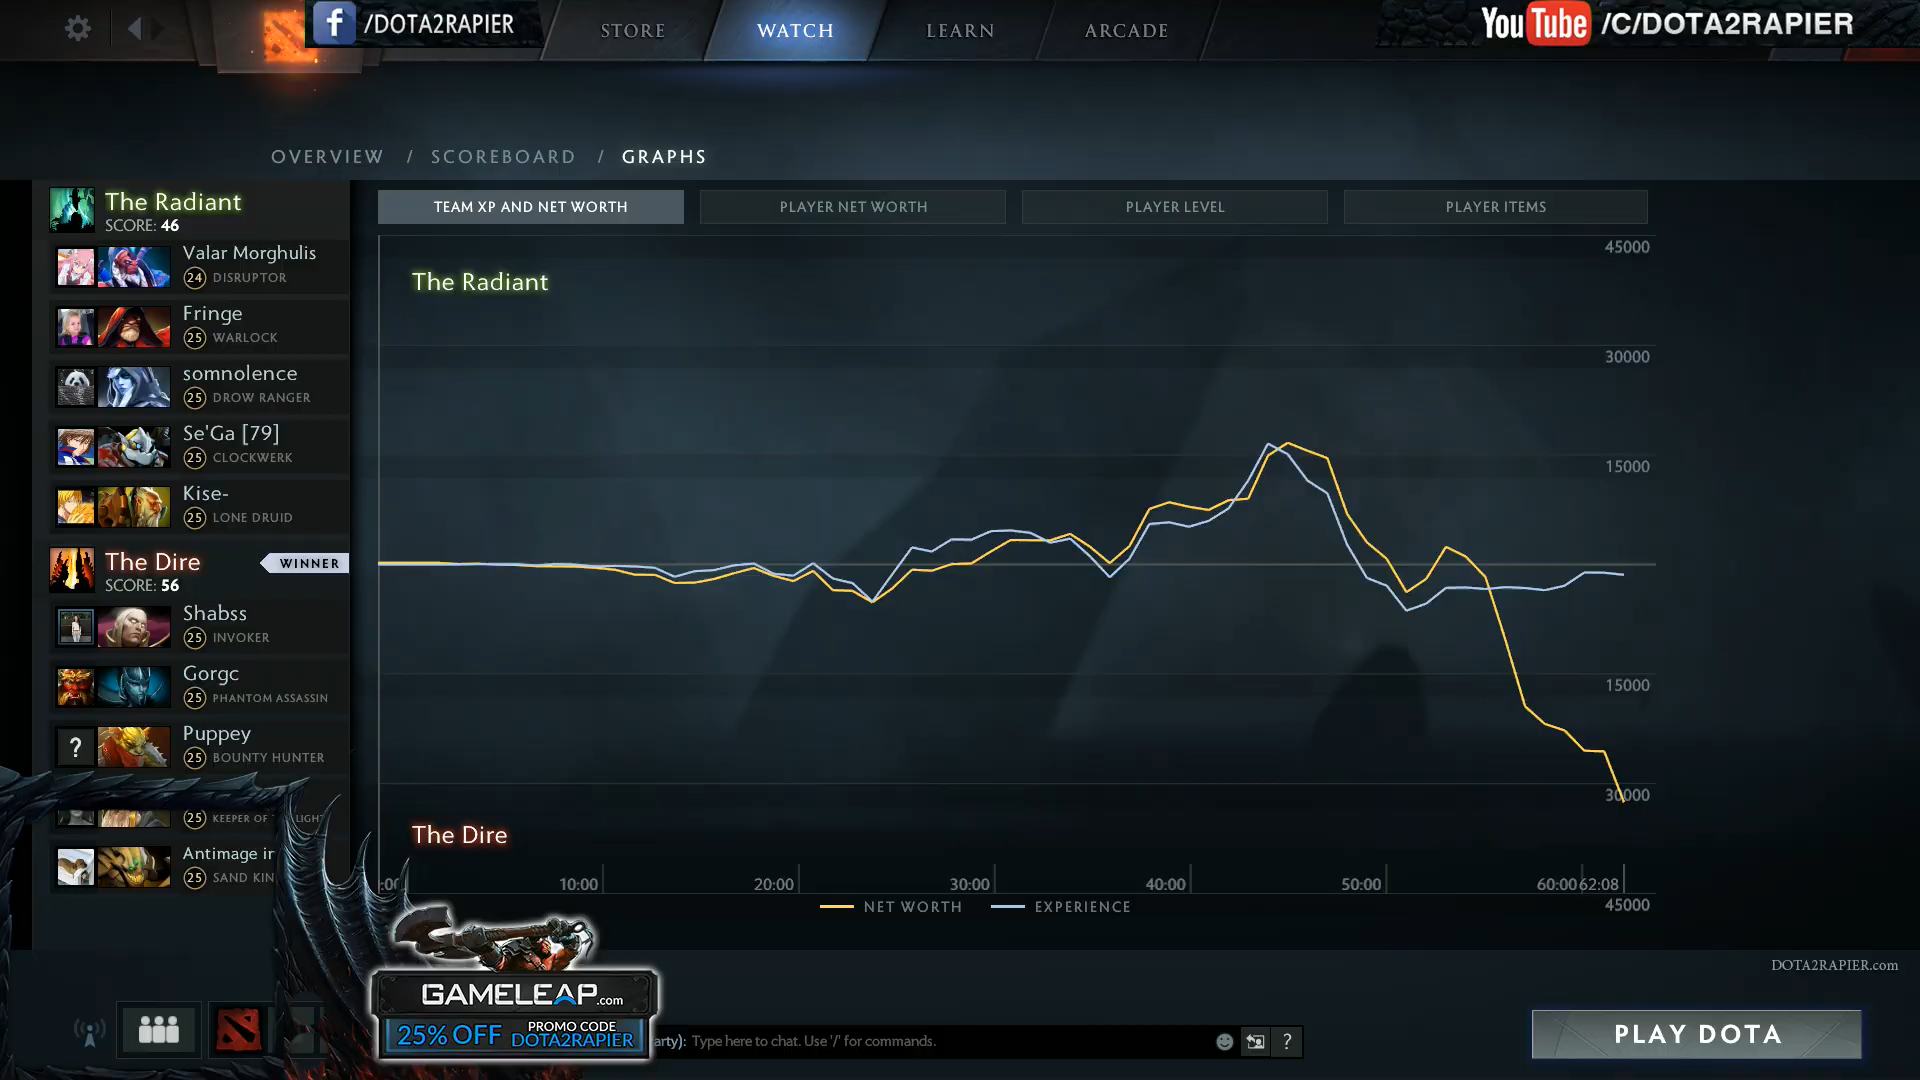 /DOTA2RAPIER
STORE
WATCH
LEARN
ARCADE
YouTube /C/DOTA2RAPIER
OVERVIEW / SCOREBOARD / GRAPHS
The Radiant
SCORE: 46
Valar Morghulis
24 DISRUPTOR
Fringe
25 WARLOCK
somnolence
25 DROW RANGER
Se'Ga [79]
25 CLOCKWERK
Kise-
25 LONE DRUID
The Dire
WINNER
SCORE: 56
Shabss
25 INVOKER
Gorgc
25 PHANTOM ASSASSIN
?
Puppey
25 BOUNTY HUNTER
25 KEEPER OF
Antimage
25 SAND
TEAM XP AND NET WORTH
PLAYER NET WORTH
PLAYER LEVEL
PLAYER ITEMS
The Radiant
45000
30000
15000
15000
30000
45000
The Dire
10:00
20:00
30:00
40:00
50:00
60:00
62:08
NET WORTH
EXPERIENCE
DOTA2RAPIER.com
GAMELEAP.com
25% OFF
PROMO CODE
DOTA2RAPIER
Type here to chat. Use '/' for commands.
?
PLAY DOTA